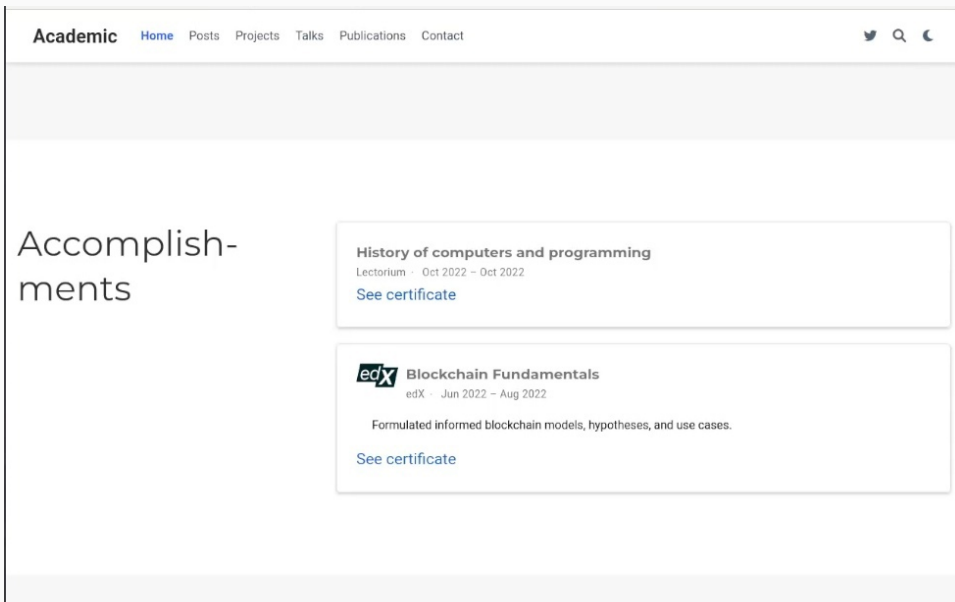 Academic Home Posts Projects Talks Publications Contact
Accomplish-
ments
History of computers and programming
Lectorium · Oct 2022 – Oct 2022
See certificate
edX Blockchain Fundamentals
edX · Jun 2022 – Aug 2022
Formulated informed blockchain models, hypotheses, and use cases.
See certificate